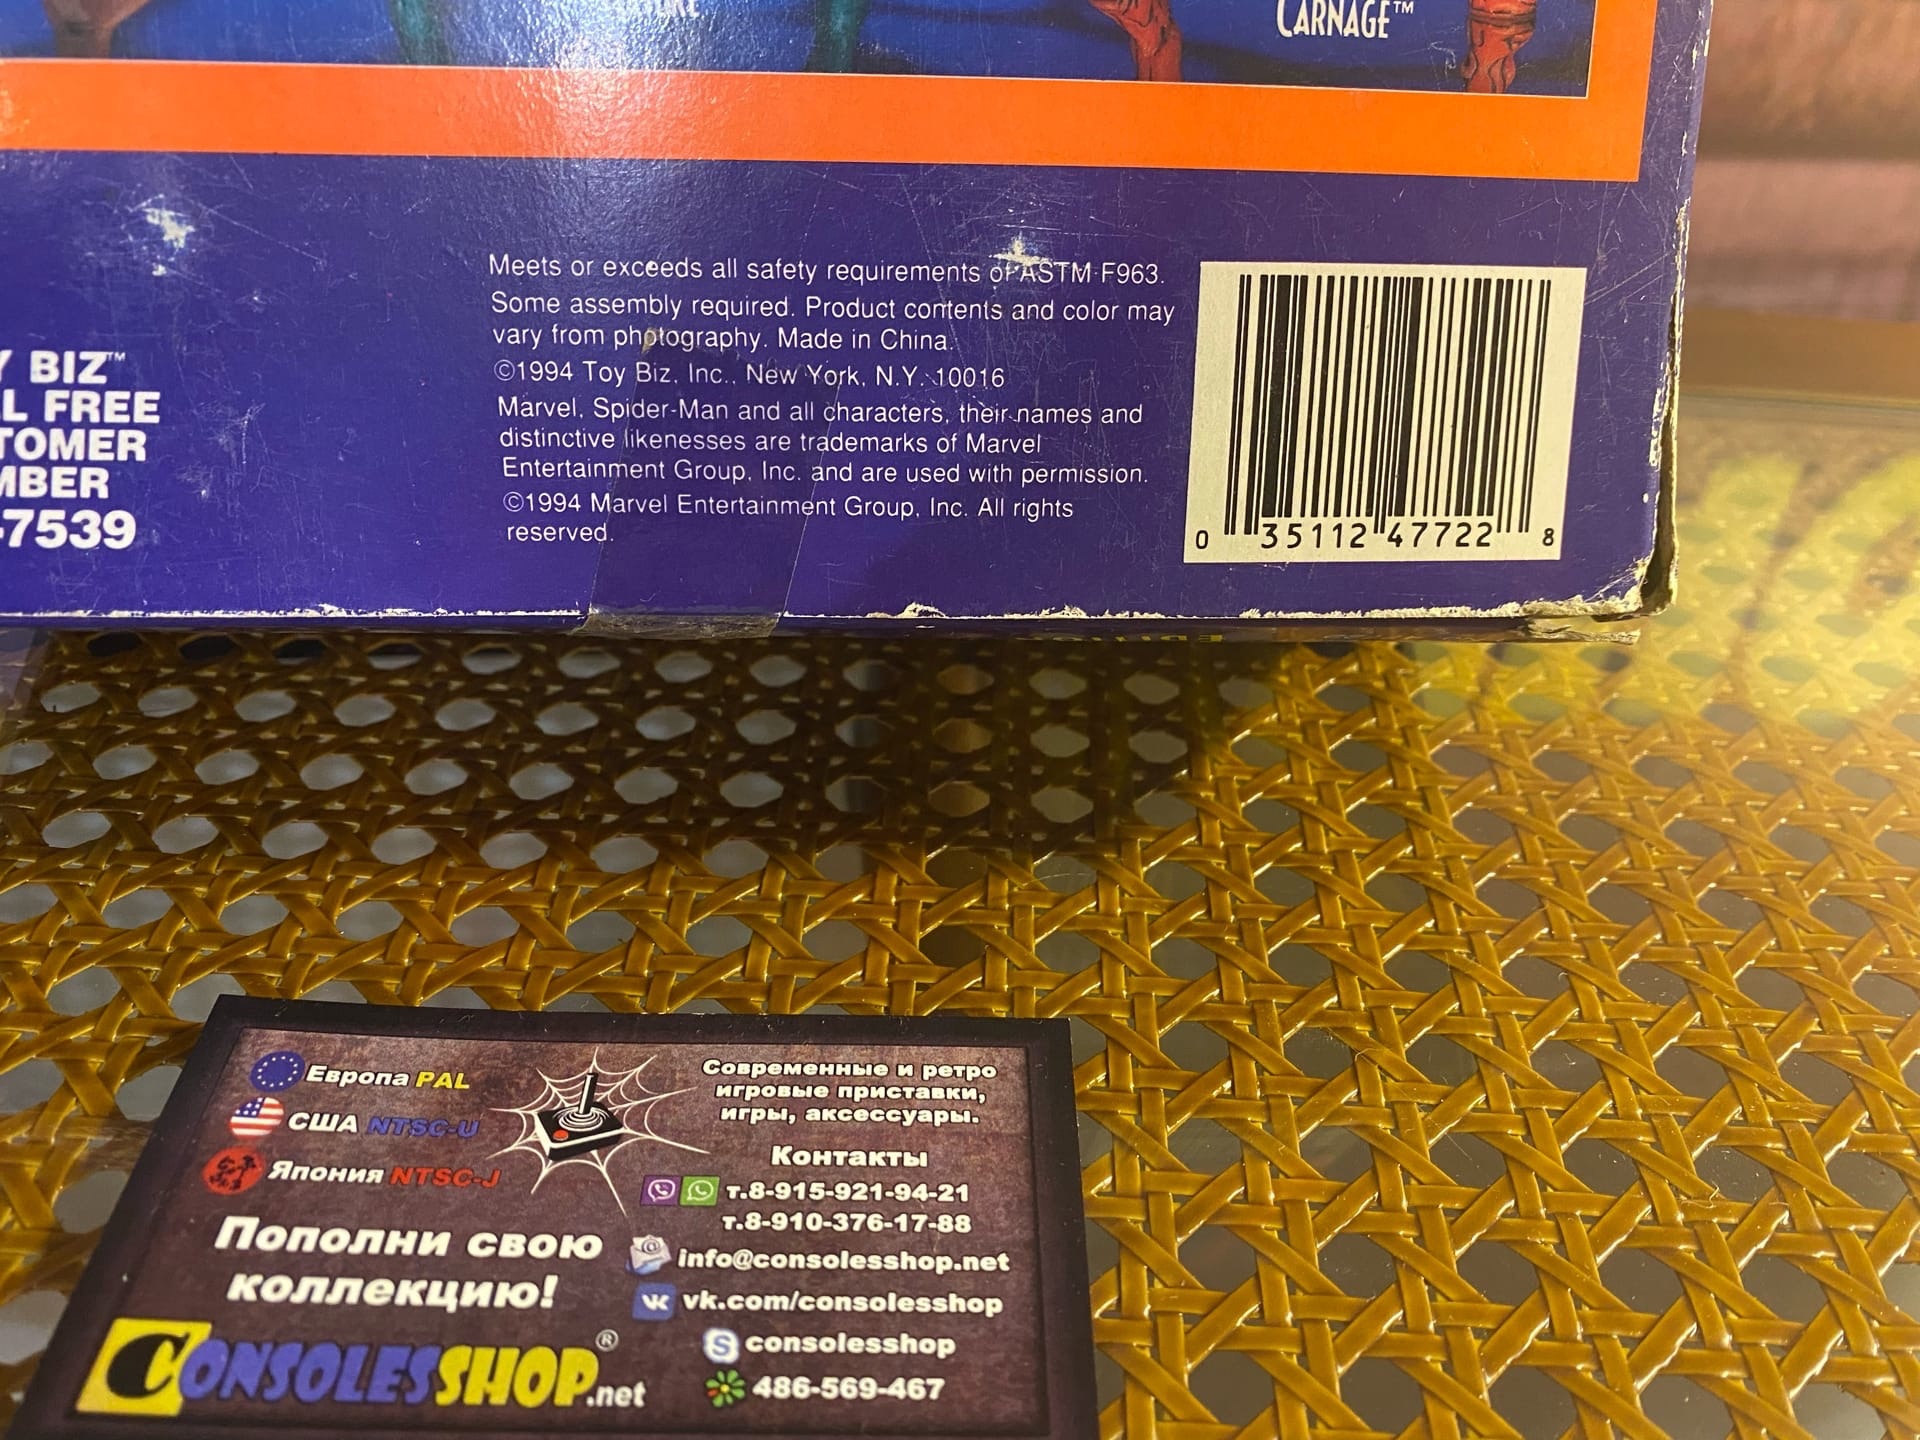 CARNAGE™
Meets or exceeds all safety requirements of ASTM F963.
Some assembly required. Product contents and color may
vary from photography. Made in China.
©1994 Toy Biz, Inc., New York, N.Y. 10016
Marvel, Spider-Man and all characters, their names and
distinctive likenesses are trademarks of Marvel
Entertainment Group, Inc. and are used with permission.
©1994 Marvel Entertainment Group, Inc. All rights
reserved.
BIZ™
FREE
7539
0 35112 47722 8
Европа PAL
США NTSC-U
Япония NTSC-J
Пополни свою
коллекцию!
CONSOLESSHOP®.net
Современные и ретро
игровые приставки,
игры, аксессуары.
Контакты
т.8-915-921-94-21
т.8-910-376-17-88
info@consolesshop.net
vk.com/consolesshop
consolesshop
486-569-467